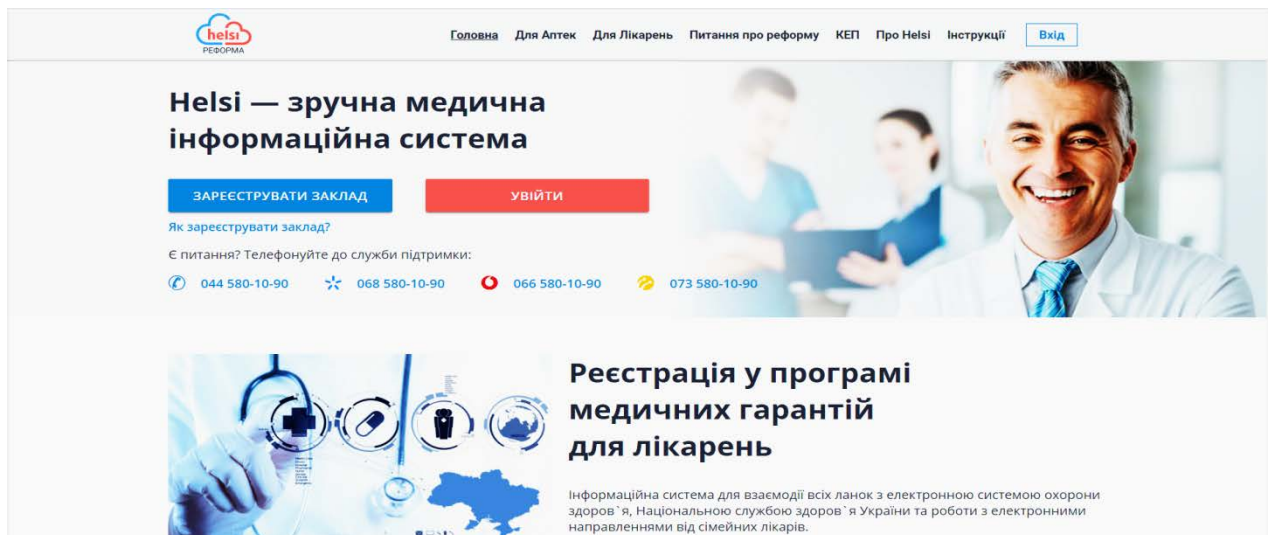 helsi
РЕФОРМА
Головна Для Аптек Для Лікарень Питання про реформу КЕП Про Helsi Інструкції Вхід
Helsi — зручна медична
інформаційна система
ЗАРЕЄСТРУВАТИ ЗАКЛАД УВІЙТИ
Як зареєструвати заклад?
Є питання? Телефонуйте до служби підтримки:
044 580-10-90 068 580-10-90 066 580-10-90 073 580-10-90
Реєстрація у програмі
медичних гарантій
для лікарень
Інформаційна система для взаємодії всіх ланок з електронною системою охорони
здоров`я, Національною службою здоров`я України та роботи з електронними
направленнями від сімейних лікарів.